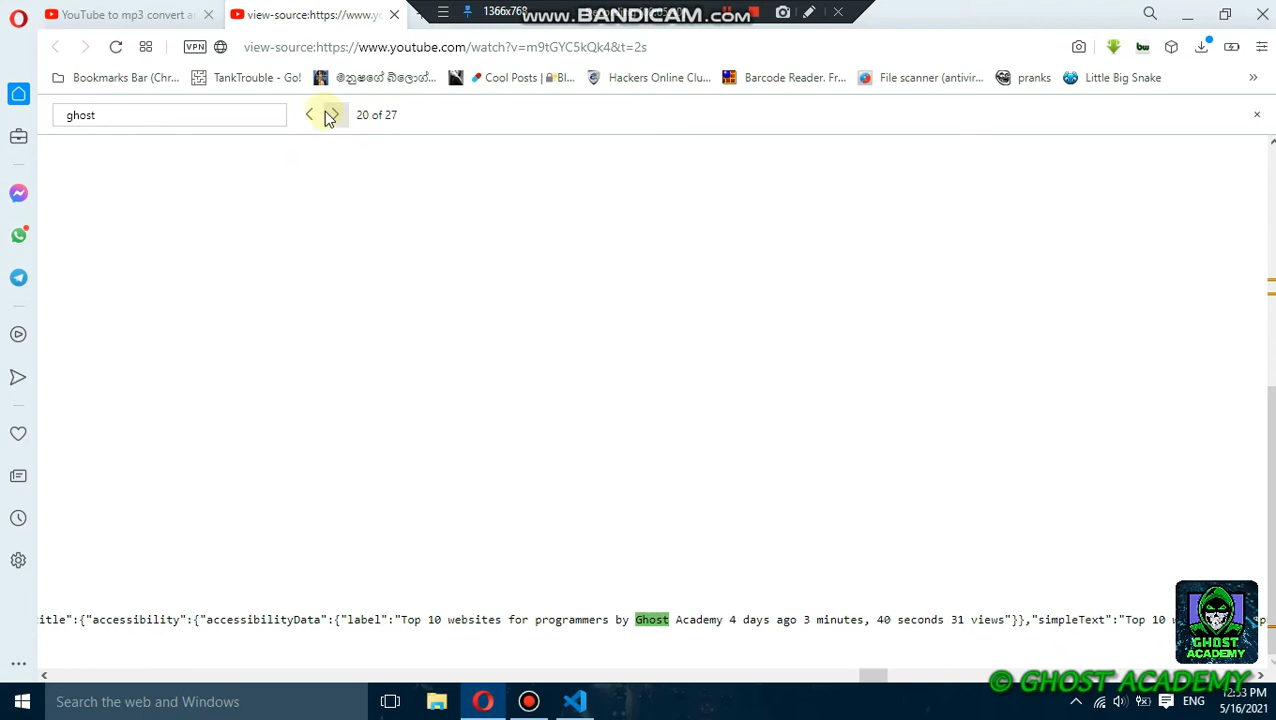 YouTube to mp3 convert a
view-source:https://www.yo
1366x768
www.BANDICAM.com
VPN
view-source:https://www.youtube.com/watch?v=m9tGYC5kQk4&t=2s
Bookmarks Bar (Chr...
TankTrouble - Go!
මනුෂගේ බ්ලොග්...
Cool Posts | Bl...
Hackers Online Clu...
Barcode Reader. Fr...
File scanner (antivir...
pranks
Little Big Snake
»
ghost
20 of 27
itle":{"accessibility":{"accessibilityData":{"label":"Top 10 websites for programmers by Ghost Academy 4 days ago 3 minutes, 40 seconds 31 views"}},"simpleText":"Top 10 w
GHOST
ACADEMY
© GHOST ACADEMY
Search the web and Windows
ENG
12:53 PM
5/16/2021